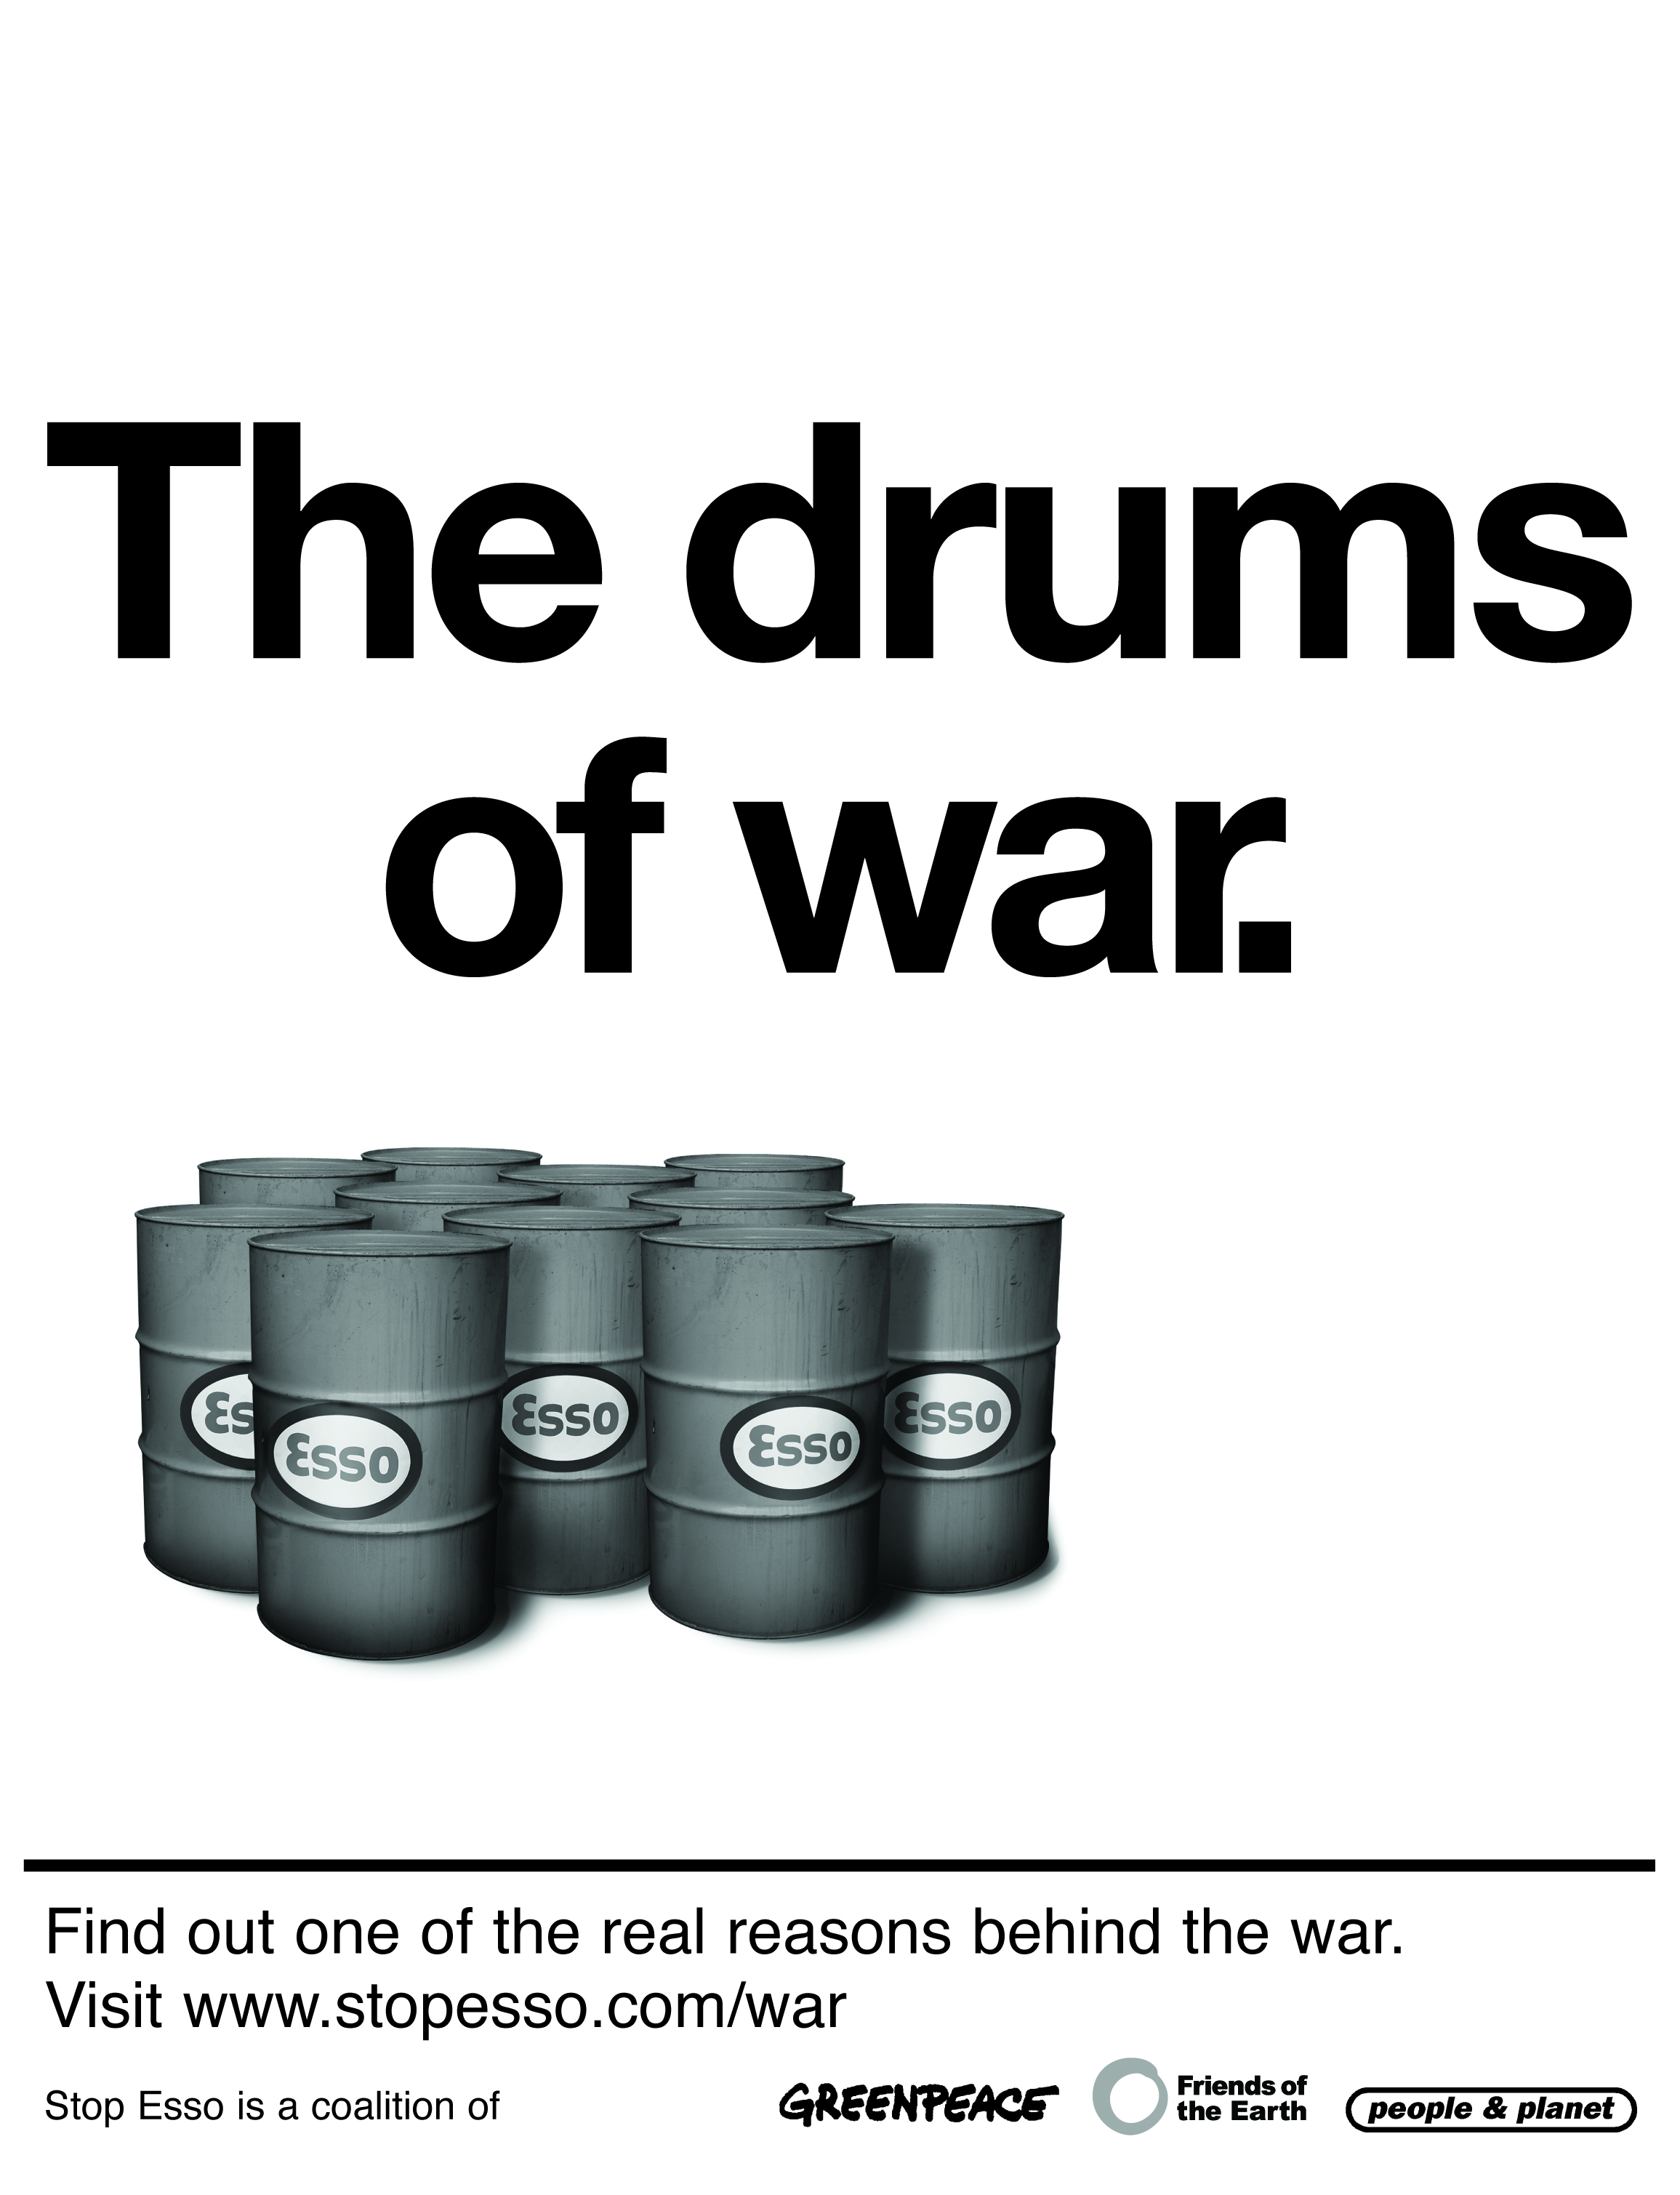 The drums
of war.
Es
Esso
Esso
Esso
Esso
Find out one of the real reasons behind the war.
Visit www.stopesso.com/war
Stop Esso is a coalition of
GREENPEACE
Friends of
the Earth
people & planet